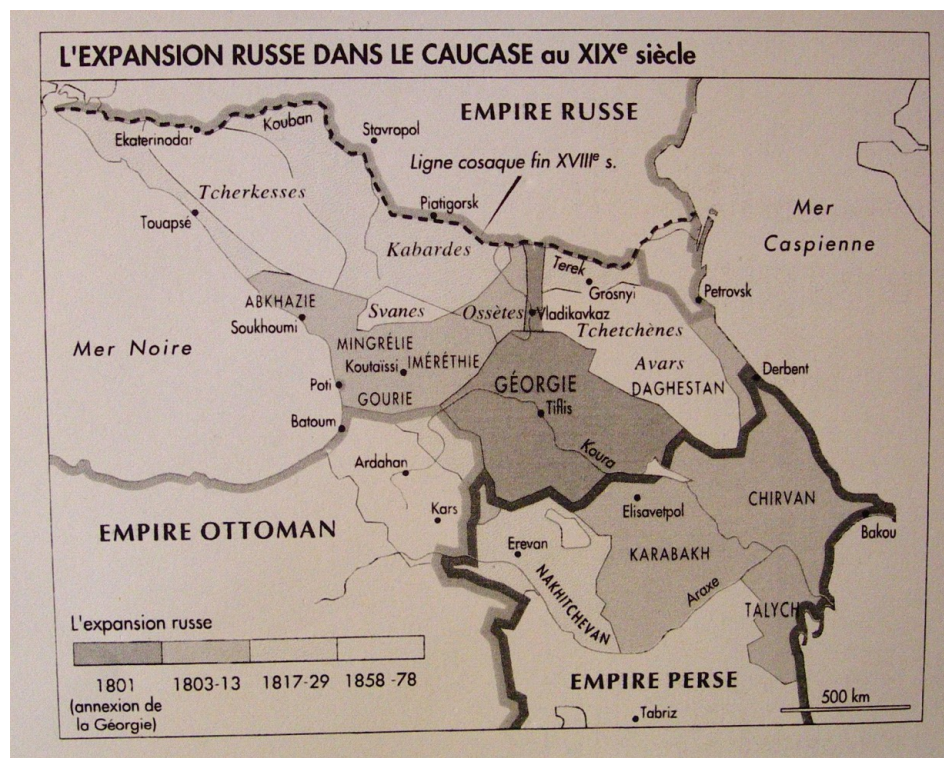 L'EXPANSION RUSSE DANS LE CAUCASE au XIXe siècle
EMPIRE RUSSE
Kouban
Ekaterinodar
Stavropol
Ligne cosaque fin XVIIIe s.
Tcherkesses
Piatigorsk
Touapsé
Mer
Caspienne
Kabardes
Terek
Grosnyi
Petrovsk
ABKHAZIE
Soukhoumi
Svanes
Ossètes
Vladikavkaz
Tchetchènes
Mer Noire
MINGRÉLIE
Koutaïssi
IMÉRÉTHIE
Avars
DAGHESTAN
Derbent
Poti
GOURIE
GÉORGIE
Tiflis
Batoum
Koura
Ardahan
CHIRVAN
Kars
Elisavetpol
EMPIRE OTTOMAN
Bakou
Erevan
KARABAKH
NAKHITCHEVAN
Araxe
TALYCH
L'expansion russe
1801
(annexion de
la Géorgie)
1803-13
1817-29
1858 -78
EMPIRE PERSE
500 km
Tabriz